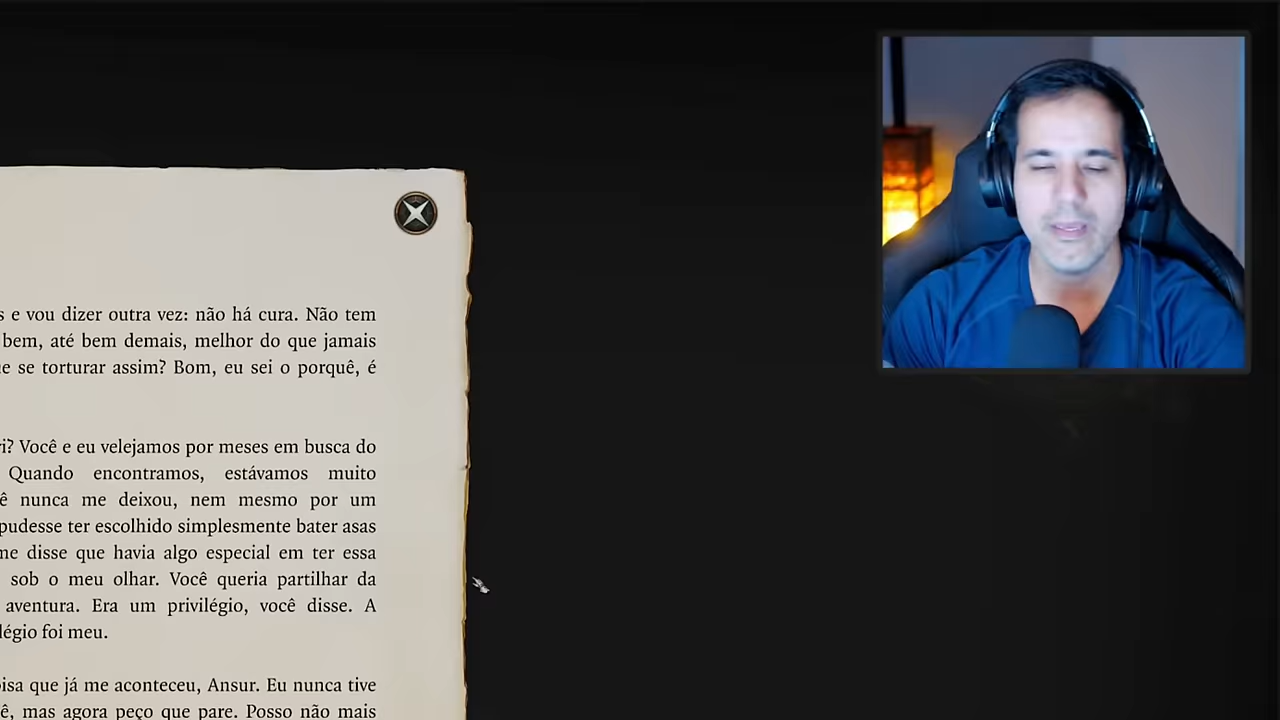 e vou dizer outra vez: não há cura. Não tem
bem, até bem demais, melhor do que jamais
se torturar assim? Bom, eu sei o porquê, é
Você e eu velejamos por meses em busca do
Quando encontramos, estávamos muito
nunca me deixou, nem mesmo por um
pudesse ter escolhido simplesmente bater asas
me disse que havia algo especial em ter essa
sob o meu olhar. Você queria partilhar da
aventura. Era um privilégio, você disse. A
foi meu.
que já me aconteceu, Ansur. Eu nunca tive
mas agora peço que pare. Posso não mais